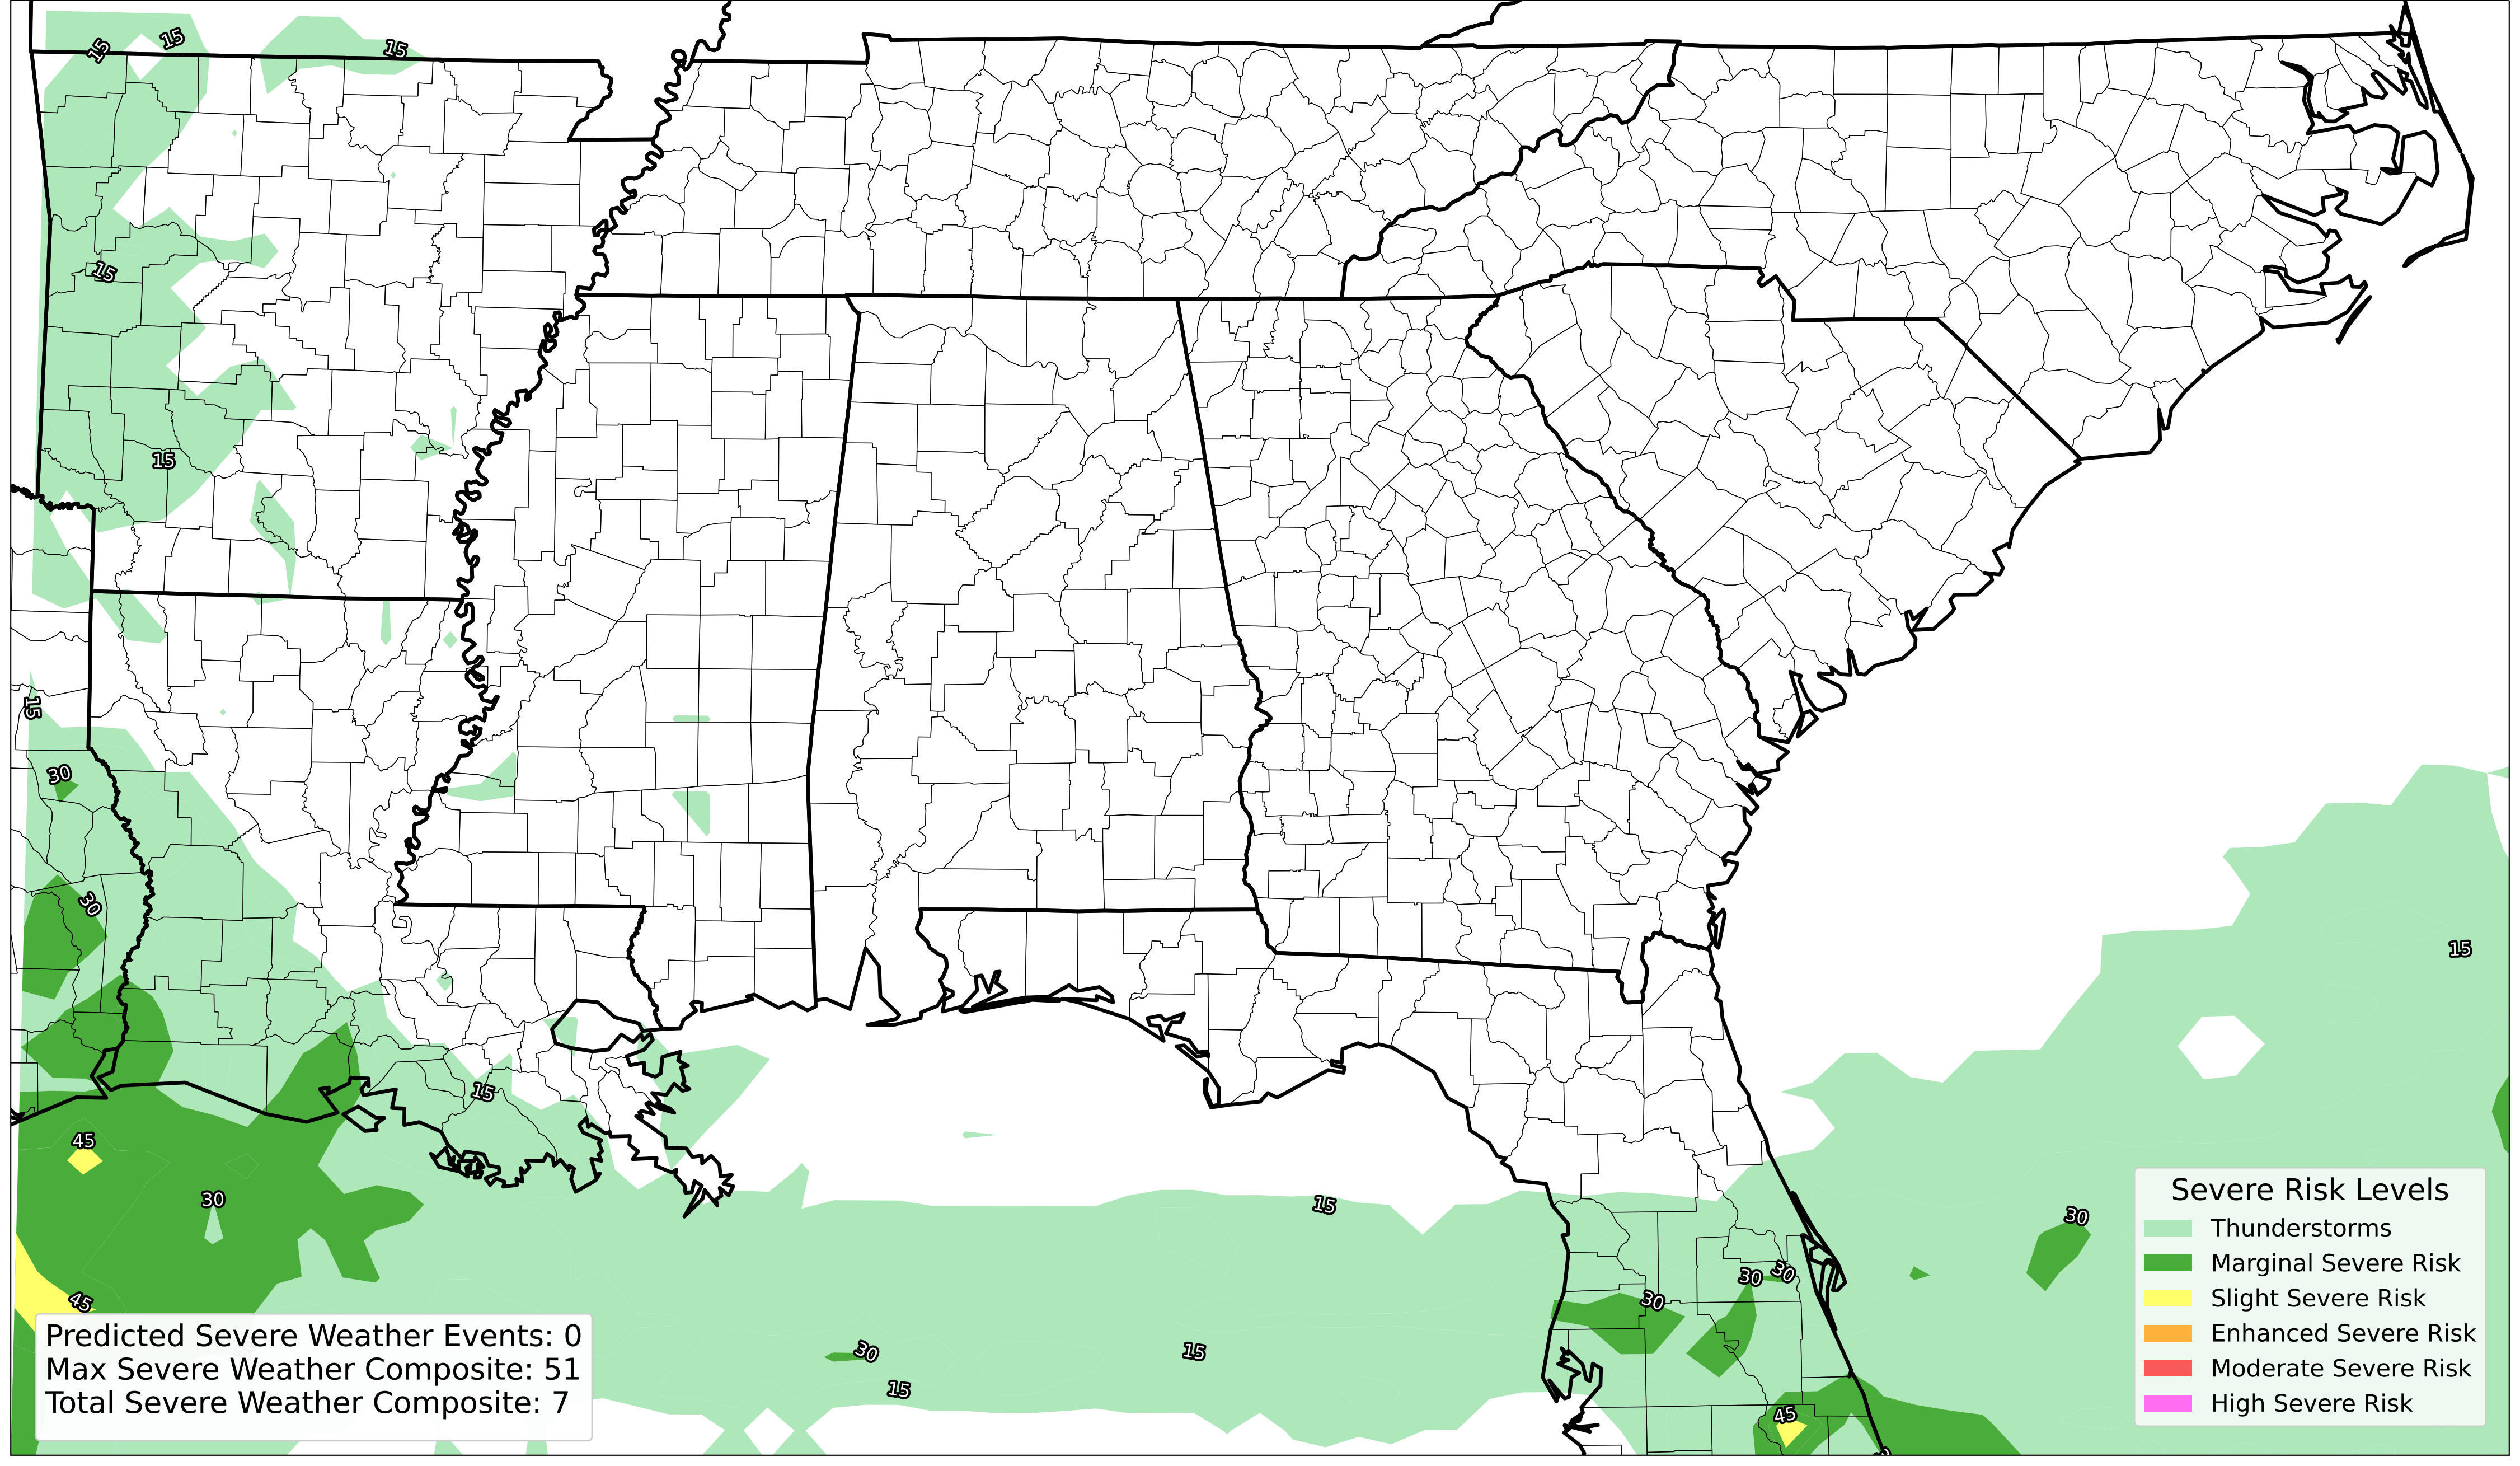 15
15
15
15
15
15
30
30
15
45
30
45
15
15
30
30
30
30
30
15
15
45
Severe Risk Levels
Thunderstorms
Marginal Severe Risk
Slight Severe Risk
Enhanced Severe Risk
Moderate Severe Risk
High Severe Risk
Predicted Severe Weather Events: 0
Max Severe Weather Composite: 51
Total Severe Weather Composite: 7